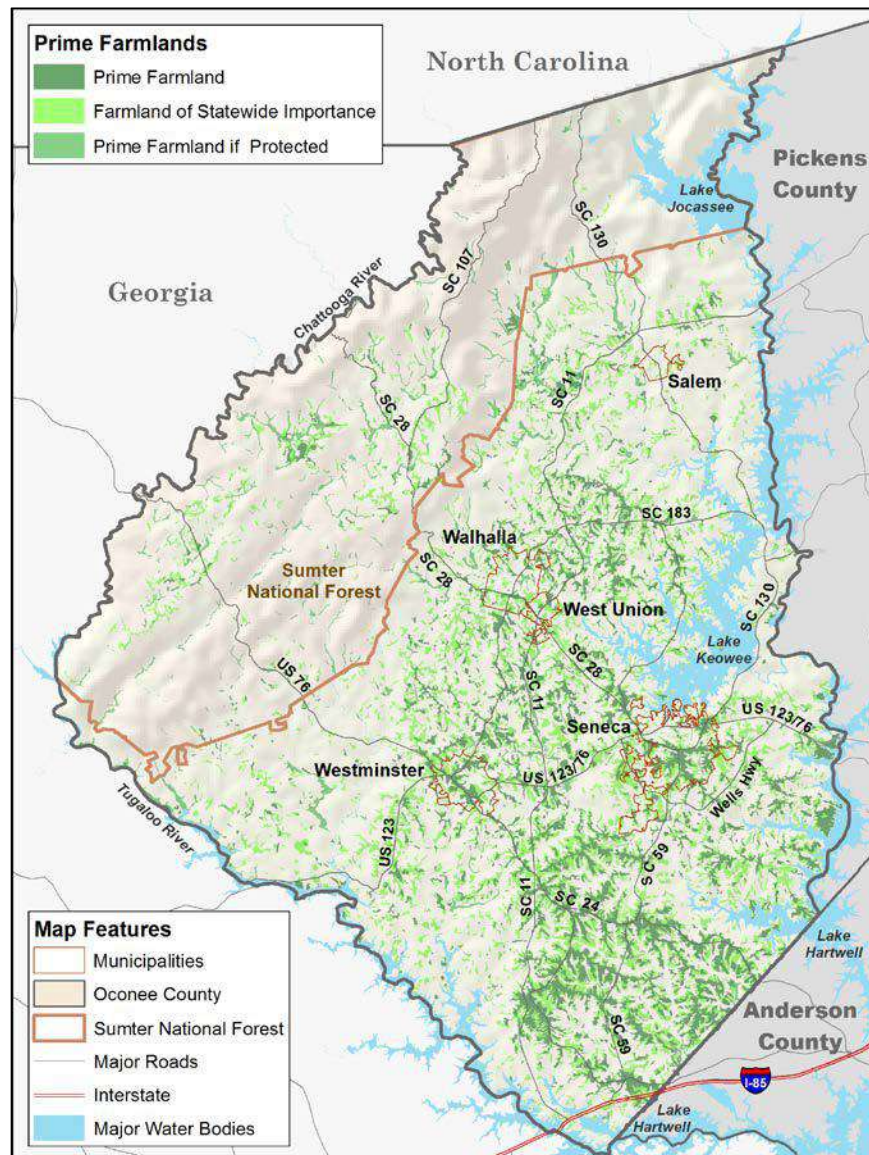 Prime Farmlands
Prime Farmland
Farmland of Statewide Importance
Prime Farmland if Protected
North Carolina
Pickens
County
Lake
Jocassee
SC 130
SC 107
Georgia
Chattooga River
SC 11
Salem
SC 28
SC 183
Walhalla
SC 28
Sumter
National Forest
West Union
SC 130
Lake
Keowee
SC 28
US 76
SC 11
Seneca
US 123/76
Westminster
US 123/76
Wells Hwy
Tugaloo River
US 123
SC 59
SC 11
SC 24
Map Features
Municipalities
Oconee County
Sumter National Forest
Major Roads
Interstate
Major Water Bodies
Lake
Hartwell
Anderson
County
SC 59
I-85
Lake
Hartwell